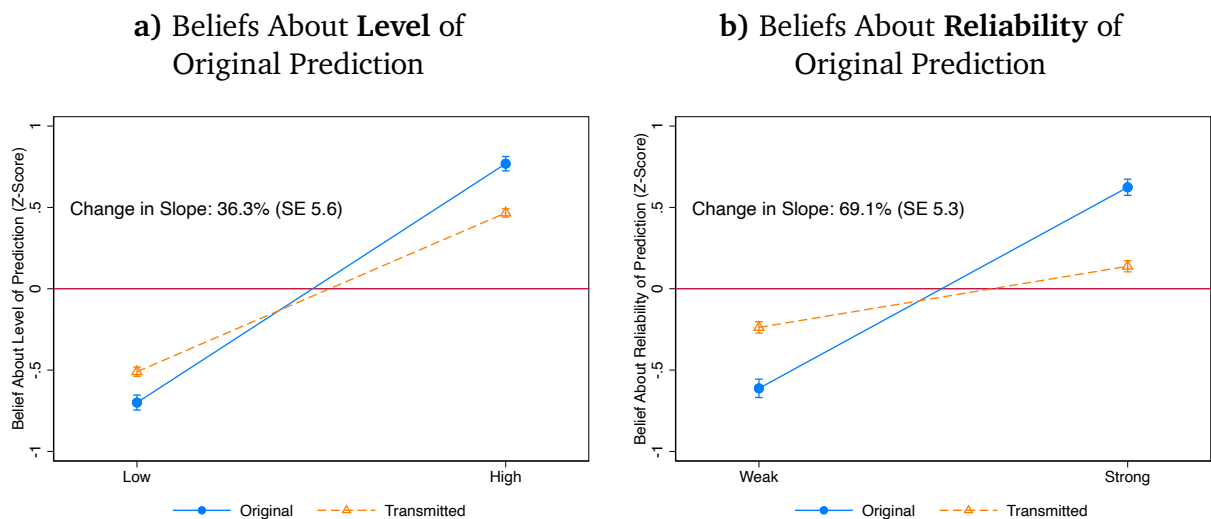 a) Beliefs About Level of
Original Prediction
Belief About Level of Prediction (Z-Score)
1
.5
0
-.5
-1
Change in Slope: 36.3% (SE 5.6)
Low
High
Original
Transmitted
b) Beliefs About Reliability of
Original Prediction
Belief About Reliability of Prediction (Z-Score)
1
.5
0
-.5
-1
Change in Slope: 69.1% (SE 5.3)
Weak
Strong
Original
Transmitted